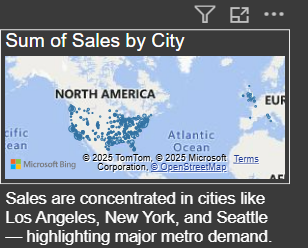 Sum of Sales by City
NORTH AMERICA
EUR
cific
ean
Atlantic
Ocean
Microsoft Bing
© 2025 TomTom, © 2025 Microsoft
Corporation, © OpenStreetMap
Terms
Sales are concentrated in cities like
Los Angeles, New York, and Seattle
— highlighting major metro demand.